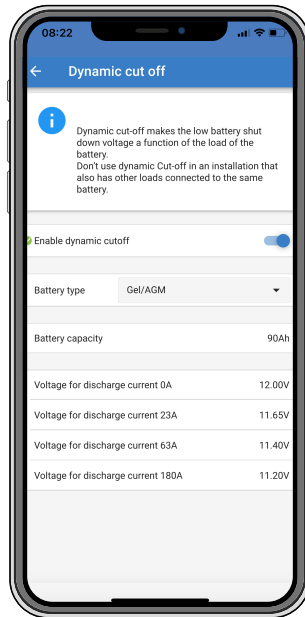 08:22
Dynamic cut off
Dynamic cut-off makes the low battery shut
down voltage a function of the load of the
battery.
Don't use dynamic Cut-off in an installation that
also has other loads connected to the same
battery.
Enable dynamic cutoff
Battery type Gel/AGM
Battery capacity 90Ah
Voltage for discharge current 0A 12.00V
Voltage for discharge current 23A 11.65V
Voltage for discharge current 63A 11.40V
Voltage for discharge current 180A 11.20V